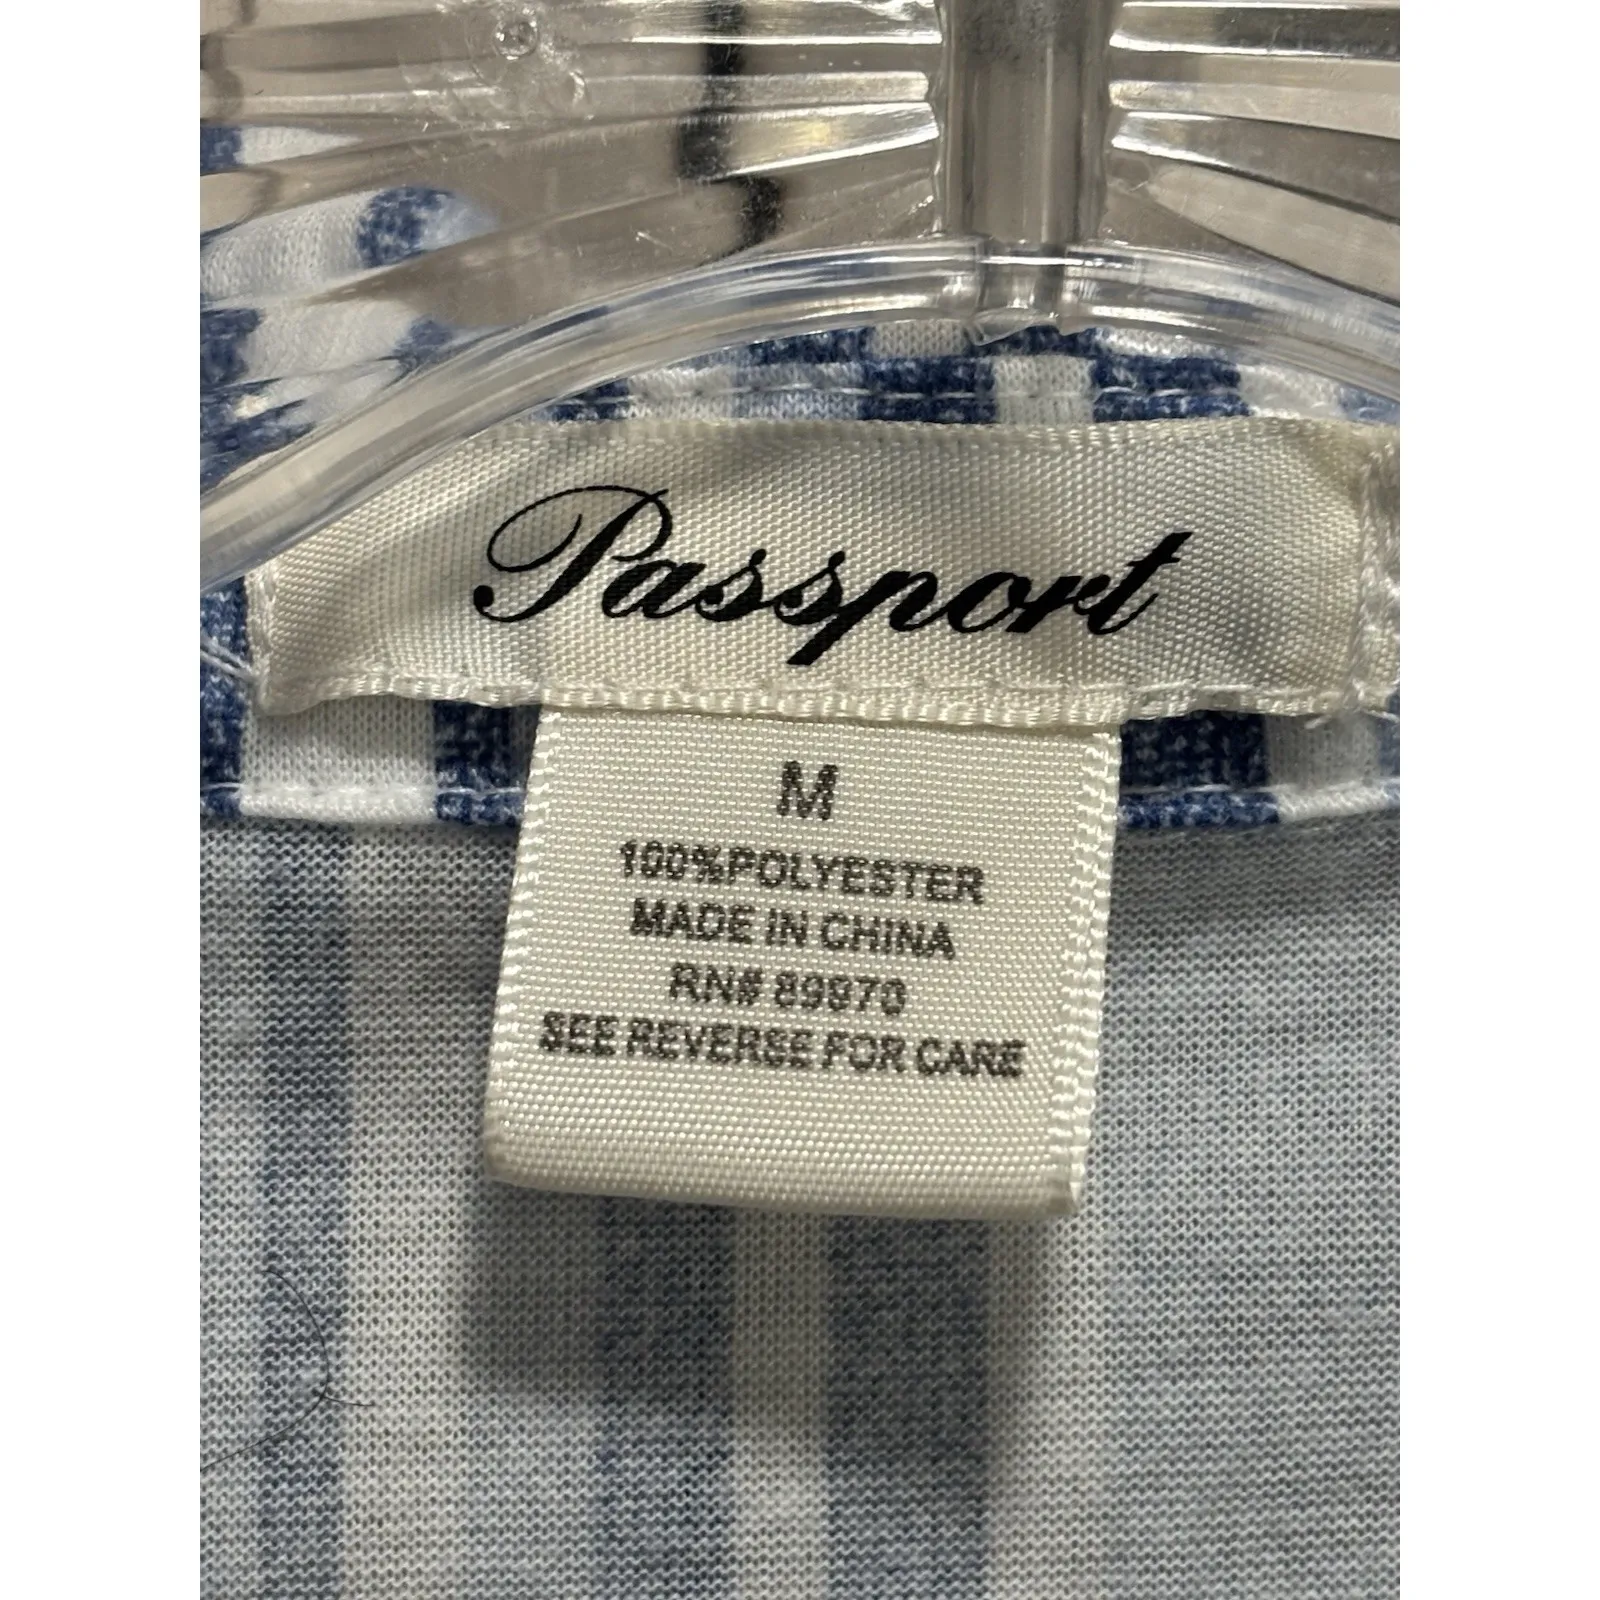 Passport
M
100%POLYESTER
MADE IN CHINA
RN# 89970
SEE REVERSE FOR CARE